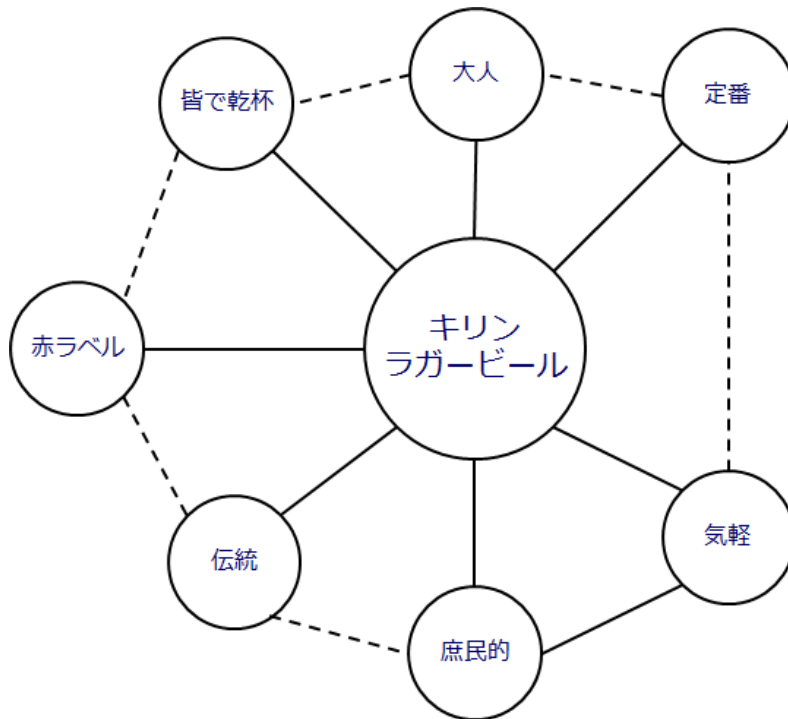 大人
定番
皆で乾杯
キリン
ラガービール
赤ラベル
気軽
伝統
庶民的